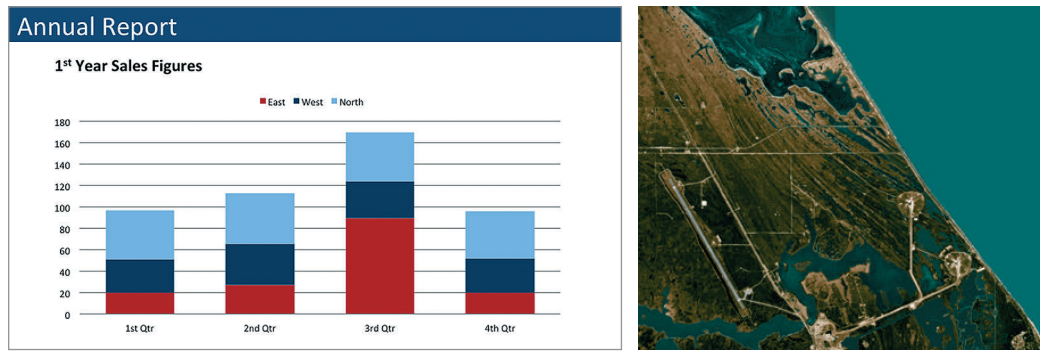 Annual Report
1st Year Sales Figures
East West North
180
160
140
120
100
80
60
40
20
0
1st Qtr 2nd Qtr 3rd Qtr 4th Qtr